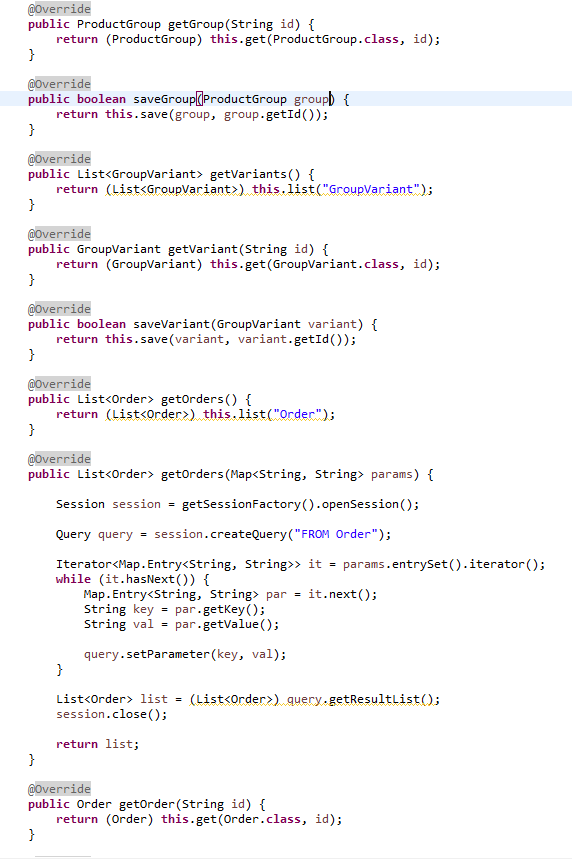 @Override
public ProductGroup getGroup(String id) {
    return (ProductGroup) this.get(ProductGroup.class, id);
}
@Override
public boolean saveGroup(ProductGroup group) {
    return this.save(group, group.getId());
}
@Override
public List<GroupVariant> getVariants() {
    return (List<GroupVariant>) this.list("GroupVariant");
}
@Override
public GroupVariant getVariant(String id) {
    return (GroupVariant) this.get(GroupVariant.class, id);
}
@Override
public boolean saveVariant(GroupVariant variant) {
    return this.save(variant, variant.getId());
}
@Override
public List<Order> getOrders() {
    return (List<Order>) this.list("Order");
}
@Override
public List<Order> getOrders(Map<String, String> params) {
    Session session = getSessionFactory().openSession();
    Query query = session.createQuery("FROM Order");
    Iterator<Map.Entry<String, String>> it = params.entrySet().iterator();
    while (it.hasNext()) {
        Map.Entry<String, String> par = it.next();
        String key = par.getKey();
        String val = par.getValue();
        query.setParameter(key, val);
    }
    List<Order> list = (List<Order>) query.getResultList();
    session.close();
    return list;
}
@Override
public Order getOrder(String id) {
    return (Order) this.get(Order.class, id);
}